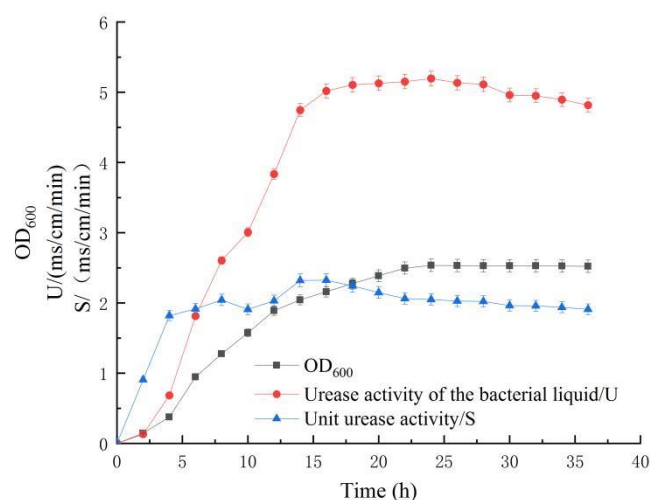 6
5
4
3
2
1
0
OD600
U/(ms/cm/min)
S/（ms/cm/min)
OD600
Urease activity of the bacterial liquid/U
Unit urease activity/S
0 5 10 15 20 25 30 35 40
Time (h)